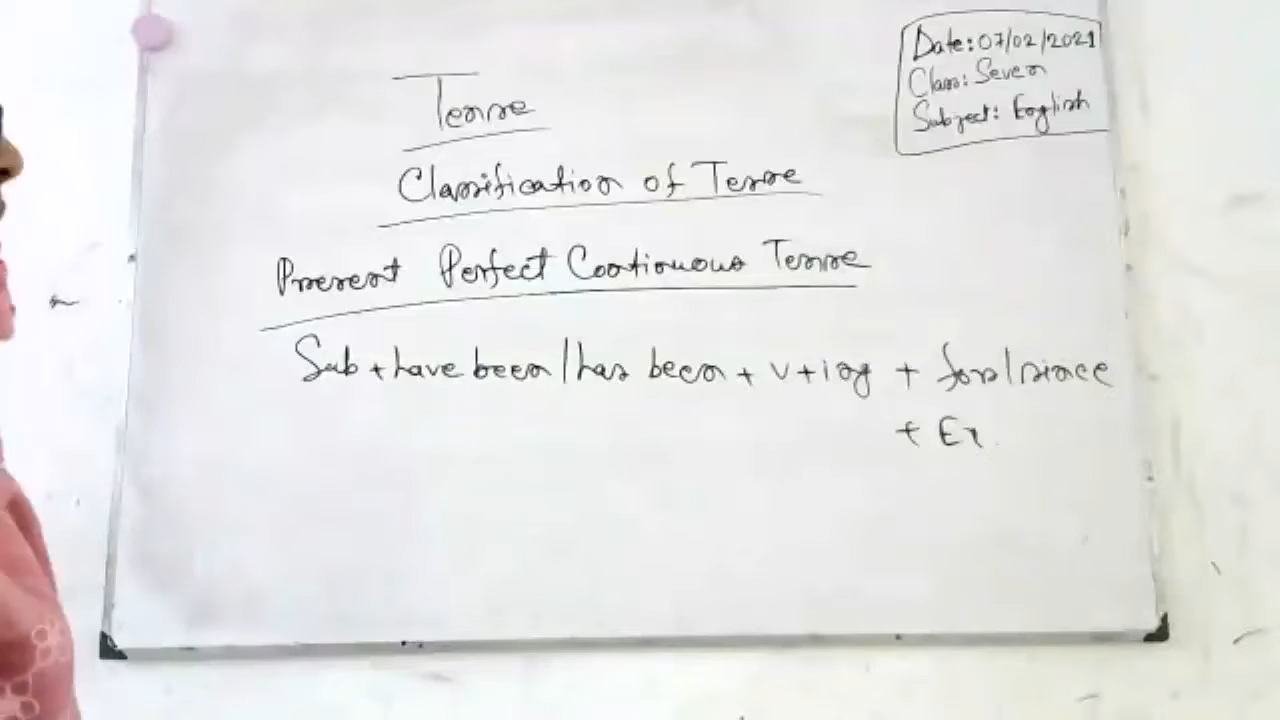 Date: 07/02/2021
Class: Seven
Subject: English
Tense
Classification of Tense
Present Perfect Continuous Tense
Sub + have been / has been + v + ing + for / since
+ Ex